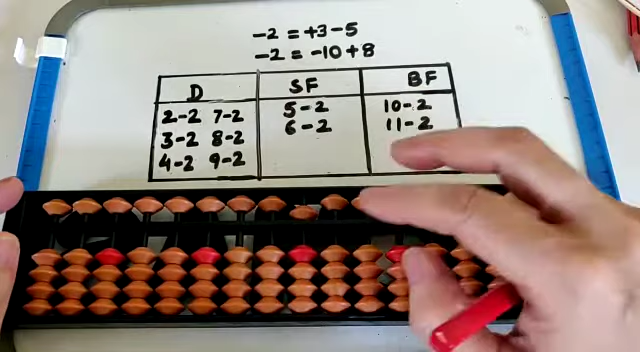 -2 = +3-5
-2 = -10+8
D SF BF
2-2 7-2 5-2 10-2
3-2 8-2 6-2 11-2
4-2 9-2